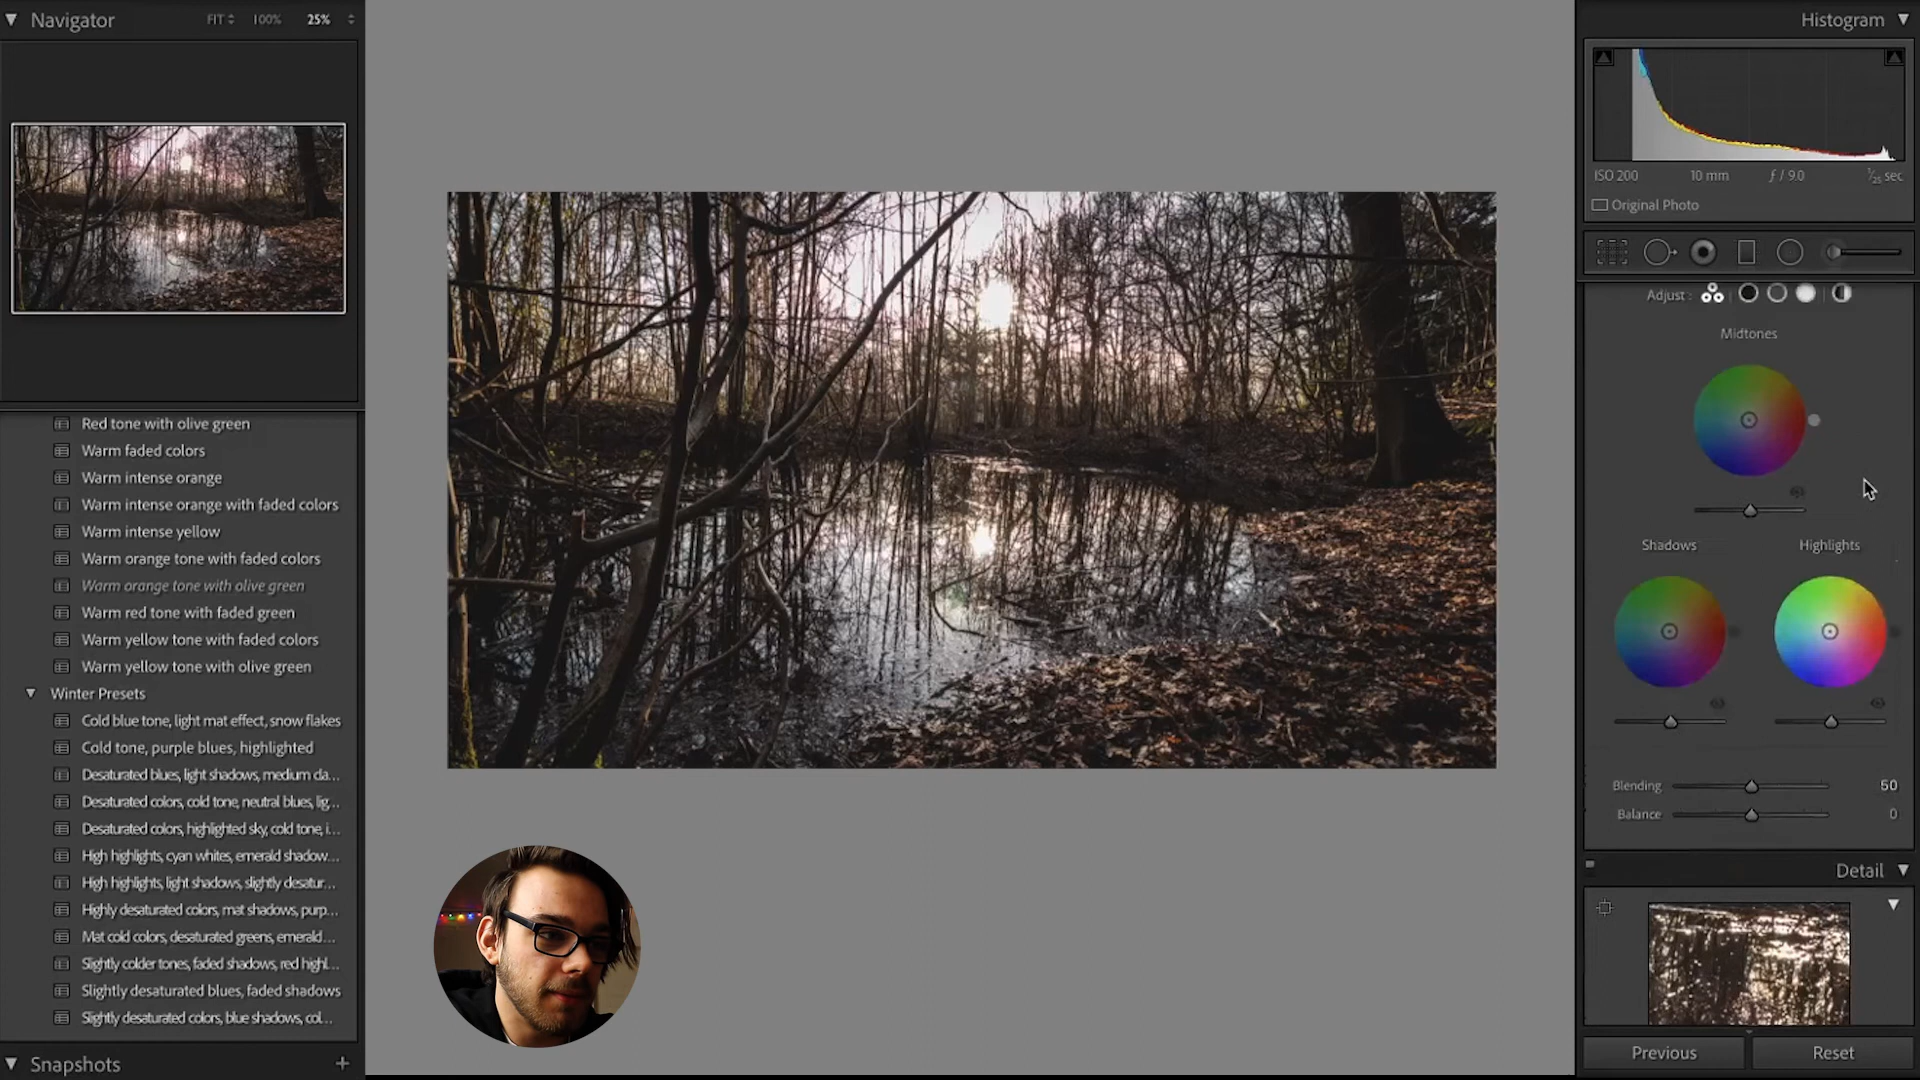 Navigator
FIT
100%
25%
Red tone with olive green
Warm faded colors
Warm intense orange
Warm intense orange with faded colors
Warm intense yellow
Warm orange tone with faded colors
Warm orange tone with olive green
Warm red tone with faded green
Warm yellow tone with faded colors
Warm yellow tone with olive green
Winter Presets
Cold blue tone, light mat effect, snow flakes
Cold tone, purple blues, highlighted
Desaturated blues, light shadows, medium cla...
Desaturated colors, cold tone, neutral blues, lig...
Desaturated colors, highlighted sky, cold tone, i...
High highlights, cyan whites, emerald shadow...
High highlights, light shadows, slightly desatur...
Highly desaturated colors, mat shadows, purp...
Mat cold colors, desaturated greens, emerald...
Slightly colder tones, faded shadows, red highl...
Slightly desaturated blues, faded shadows
Slightly desaturated colors, blue shadows, col...
Snapshots
Histogram
ISO 200
10 mm
ƒ / 9.0
1/25 sec
Original Photo
Adjust :
Midtones
Shadows
Highlights
Blending
50
Balance
0
Detail
Previous
Reset